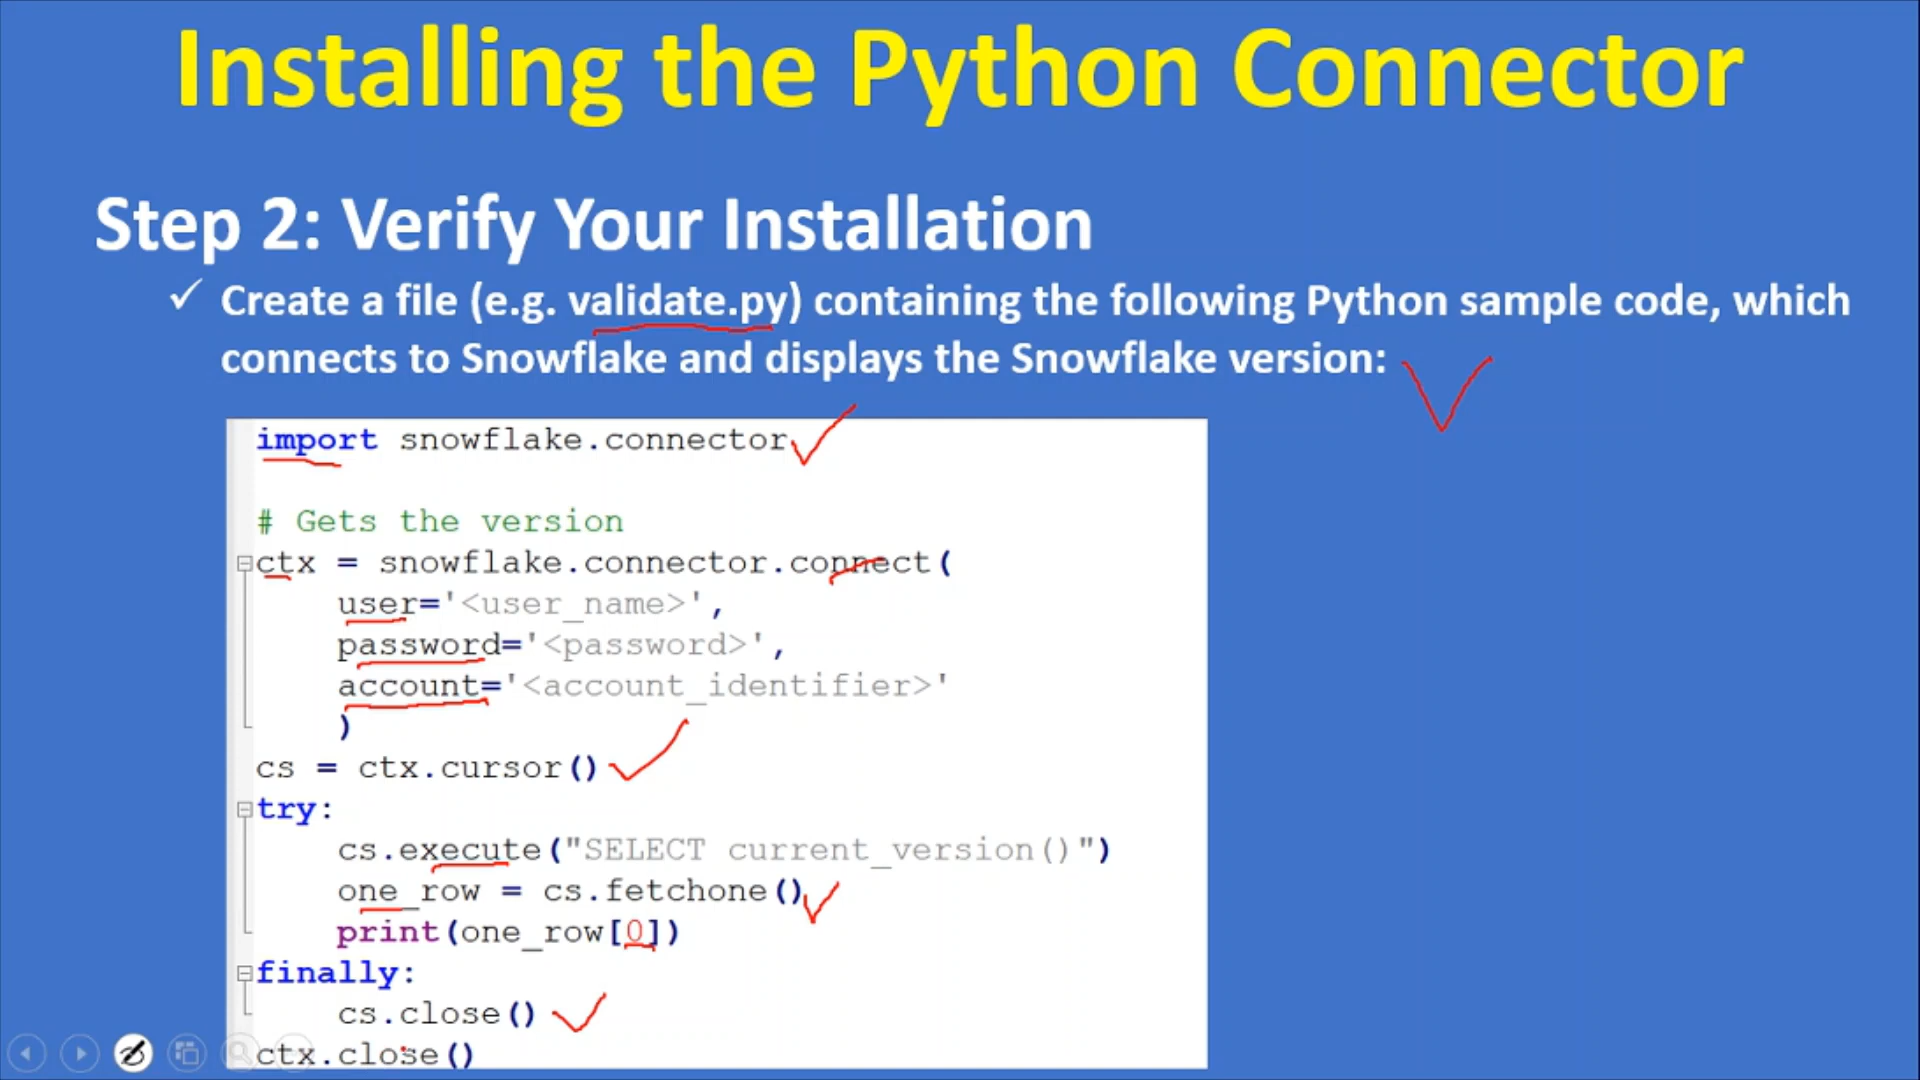 Installing the Python Connector
Step 2: Verify Your Installation
✓ Create a file (e.g. validate.py) containing the following Python sample code, which
connects to Snowflake and displays the Snowflake version:
import snowflake.connector
# Gets the version
ctx = snowflake.connector.connect(
    user='<user_name>',
    password='<password>',
    account='<account_identifier>'
    )
cs = ctx.cursor()
try:
    cs.execute("SELECT current_version()")
    one_row = cs.fetchone()
    print(one_row[0])
finally:
    cs.close()
ctx.close()